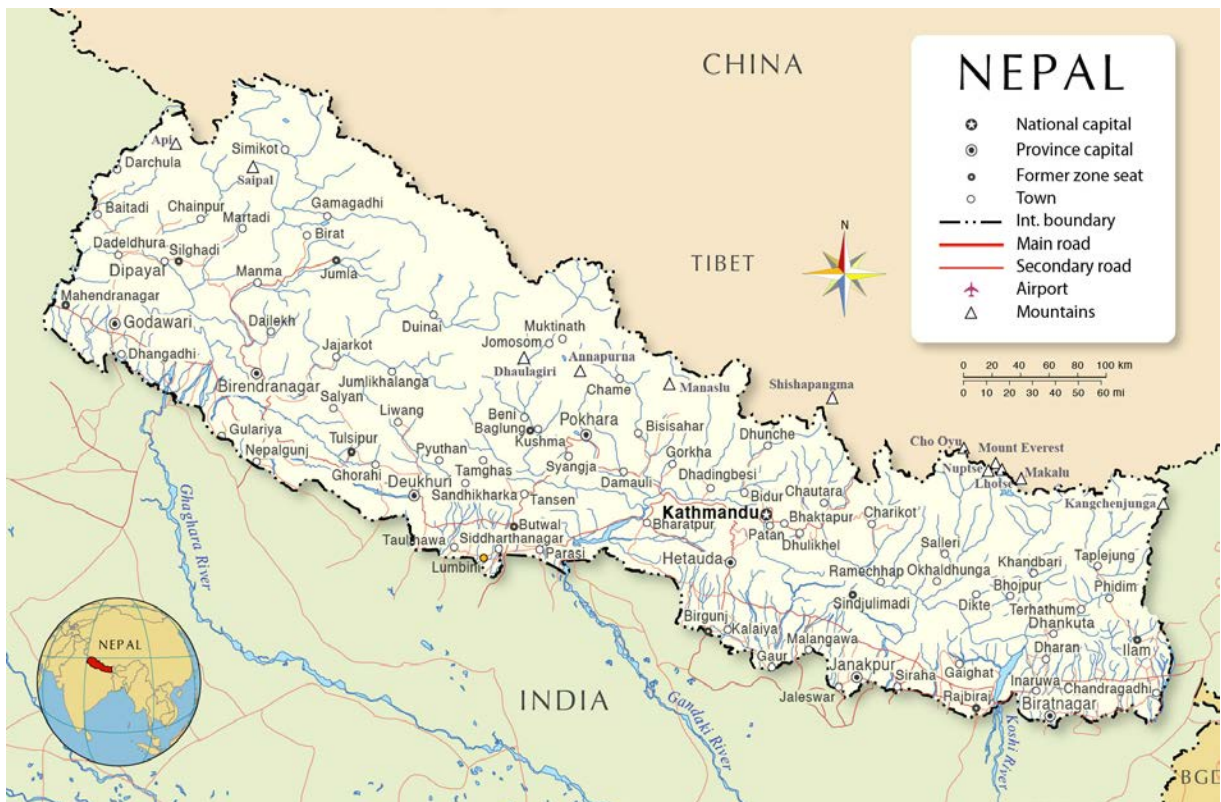 CHINA
NEPAL
National capital
Province capital
Former zone seat
Town
Int. boundary
Main road
Secondary road
Airport
Mountains
N
TIBET
0 20 40 60 80 100 km
0 10 20 30 40 50 60 mi
Api
Simikot
Darchula
Saipal
Baitadi
Chainpur
Martadi
Gamagadhi
Birat
Dadeldhura
Silghadi
Dipayal
Manma
Jumla
Mahendranagar
Godawari
Dailekh
Duinai
Muktinath
Dhangadhi
Jajarkot
Jomosom
Annapurna
Dhaulagiri
Birendranagar
Jumlikhalanga
Chame
Manaslu
Shishapangma
Salyan
Liwang
Beni
Pokhara
Baglung
Kushma
Bisisahar
Dhunche
Gulariya
Tulsipur
Cho Oyu
Mount Everest
Nepalgunj
Pyuthan
Syangja
Gorkha
Nuptse
Makalu
Ghorahi
Tamghas
Damauli
Dhadingbesi
Lhotse
Deukhuri
Sandhikharka
Tansen
Bidur
Chautara
Kangchenjunga
Kathmandu
Butwal
Bharatpur
Patan
Bhaktapur
Charikot
Taulihawa
Siddharthanagar
Dhulikhel
Lumbini
Parasi
Hetauda
Salleri
Ramechhap
Okhaldhunga
Khandbari
Taplejung
Sindjulimadi
Dikte
Bhojpur
Phidim
Terhathum
Birgunj
Kalaiya
Malangawa
Dhankuta
Gaur
Janakpur
Gaighat
Dharan
Ilam
Jaleswar
Siraha
Rajbiraj
Inaruwa
Chandragadhi
Biratnagar
Ghaghara River
Gandaki River
Koshi River
INDIA
NEPAL
BGD